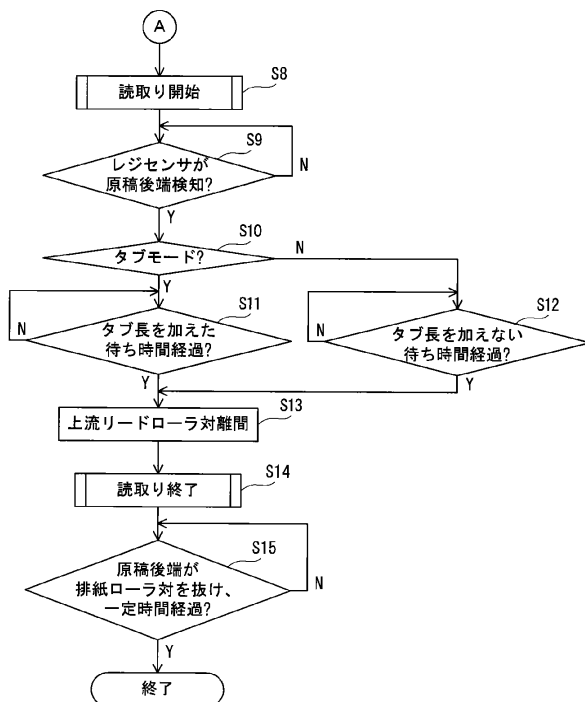 A
S8
読取り開始
S9
レジセンサが
原稿後端検知?
N
Y
S10
タブモード?
N
Y
S11
タブ長を加えた
待ち時間経過?
N
Y
S12
タブ長を加えない
待ち時間経過?
N
Y
S13
上流リードローラ対離間
S14
読取り終了
S15
原稿後端が
排紙ローラ対を抜け、
一定時間経過?
N
Y
終了